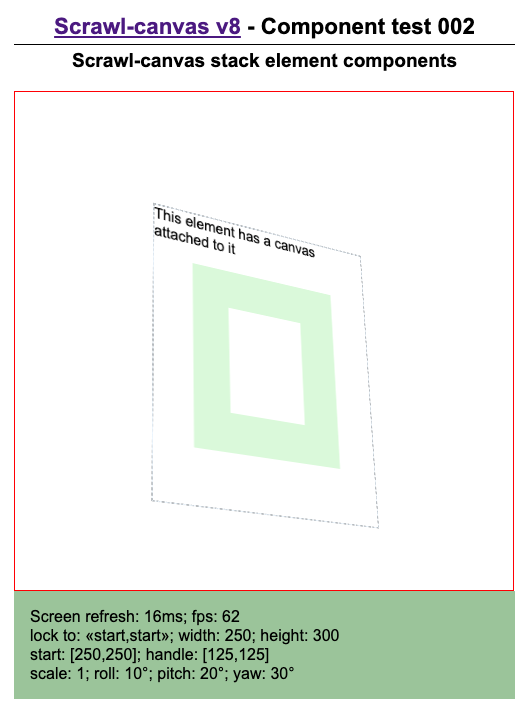 Scrawl-canvas v8 - Component test 002
Scrawl-canvas stack element components
This element has a canvas
attached to it
Screen refresh: 16ms; fps: 62
lock to: «start,start»; width: 250; height: 300
start: [250,250]; handle: [125,125]
scale: 1; roll: 10°; pitch: 20°; yaw: 30°